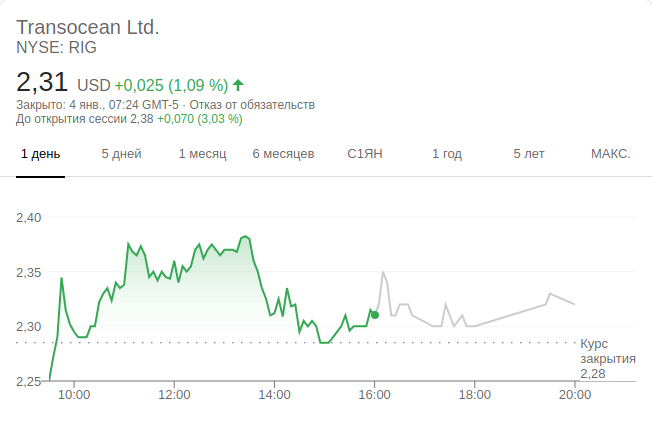 Transocean Ltd.
NYSE: RIG
2,31 USD +0,025 (1,09 %)
Закрыто: 4 янв., 07:24 GMT-5 · Отказ от обязательств
До открытия сессии 2,38 +0,070 (3,03 %)
1 день 5 дней 1 месяц 6 месяцев С1ЯН 1 год 5 лет МАКС.
2,40
2,35
2,30
Курс
закрытия
2,28
2,25
10:00 12:00 14:00 16:00 18:00 20:00